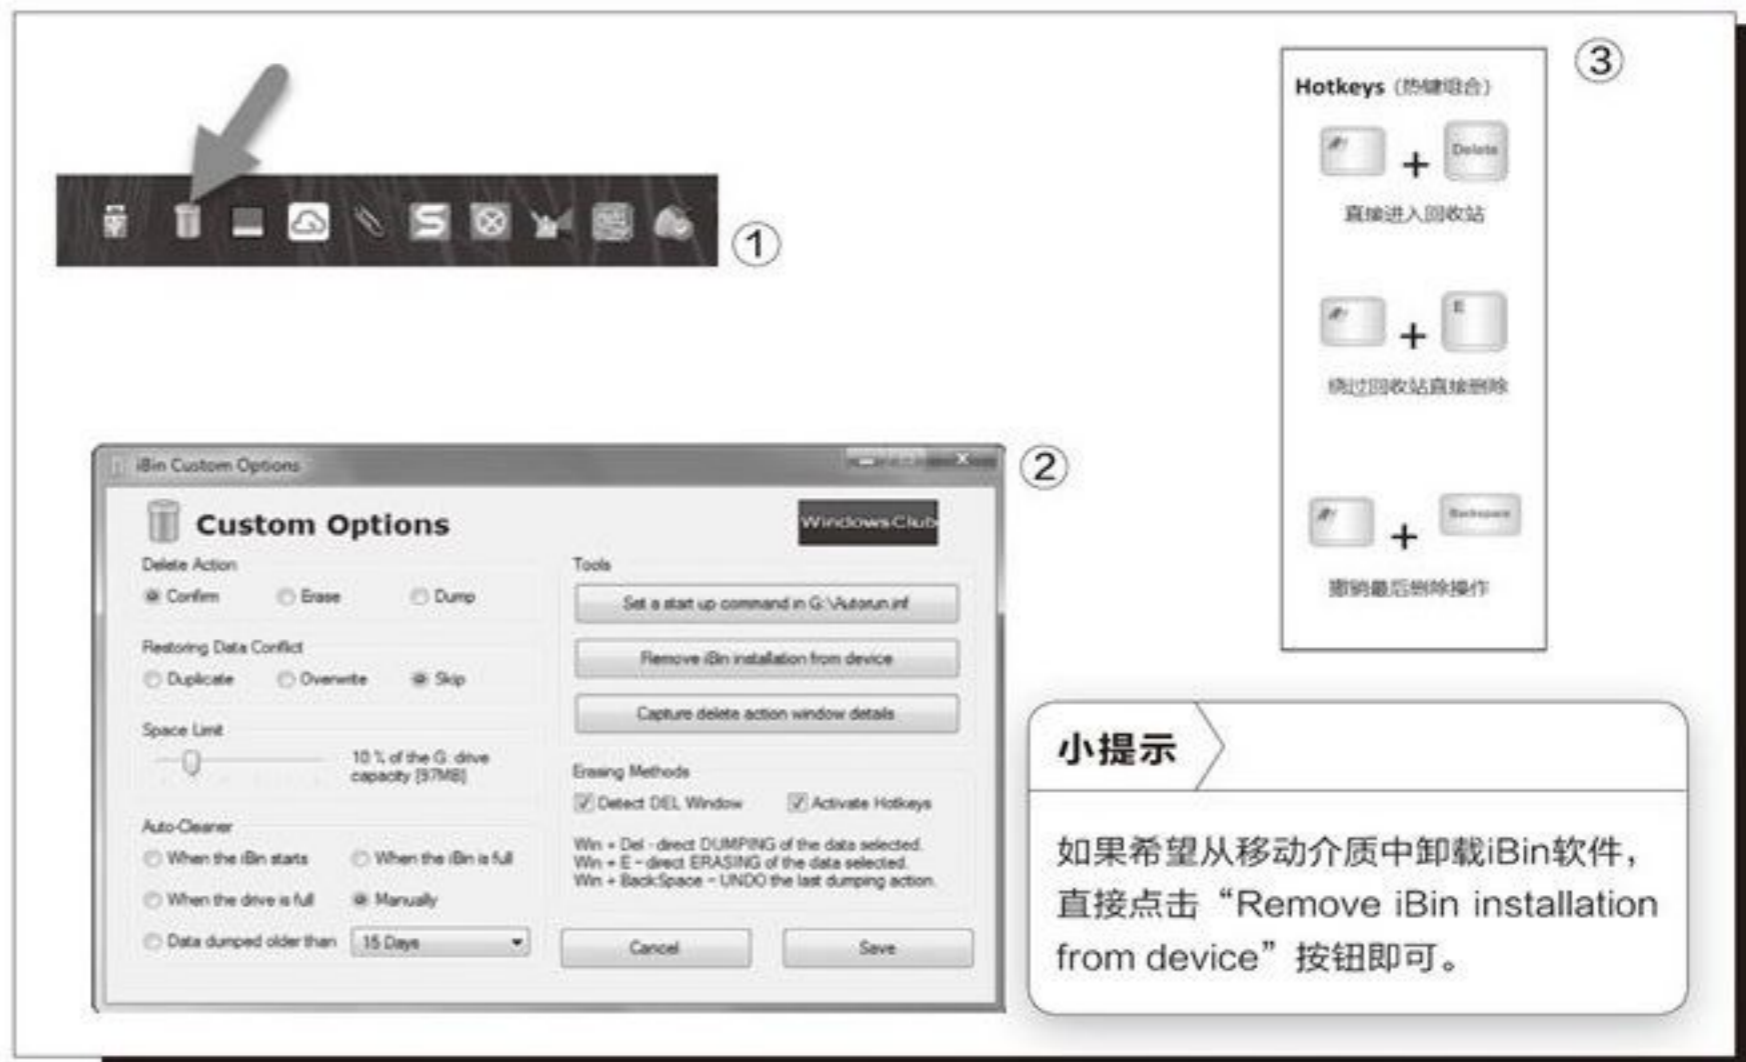 ①
iBin Custom Options
②
Custom Options
WindowsClub
Delete Action
Confirm Erase Dump
Restoring Data Conflict
Duplicate Overwrite Skip
Space Limit
10 % of the G: drive
capacity [97MB]
Auto-Cleaner
When the iBin starts When the iBin is full
When the drive is full Manually
Data dumped older than 15 Days
Tools
Set a start up command in G:\Autorun.inf
Remove iBin installation from device
Capture delete action window details
Erasing Methods
Detect DEL Window Activate Hotkeys
Win + Del - direct DUMPING of the data selected.
Win + E - direct ERASING of the data selected.
Win + BackSpace - UNDO the last dumping action.
Cancel Save
③
Hotkeys (热键组合)
+ Delete
直接进入回收站
+ E
绕过回收站直接删除
+ Backspace
撤销最后删除操作
小提示
如果希望从移动介质中卸载iBin软件，
直接点击“Remove iBin installation
from device”按钮即可。